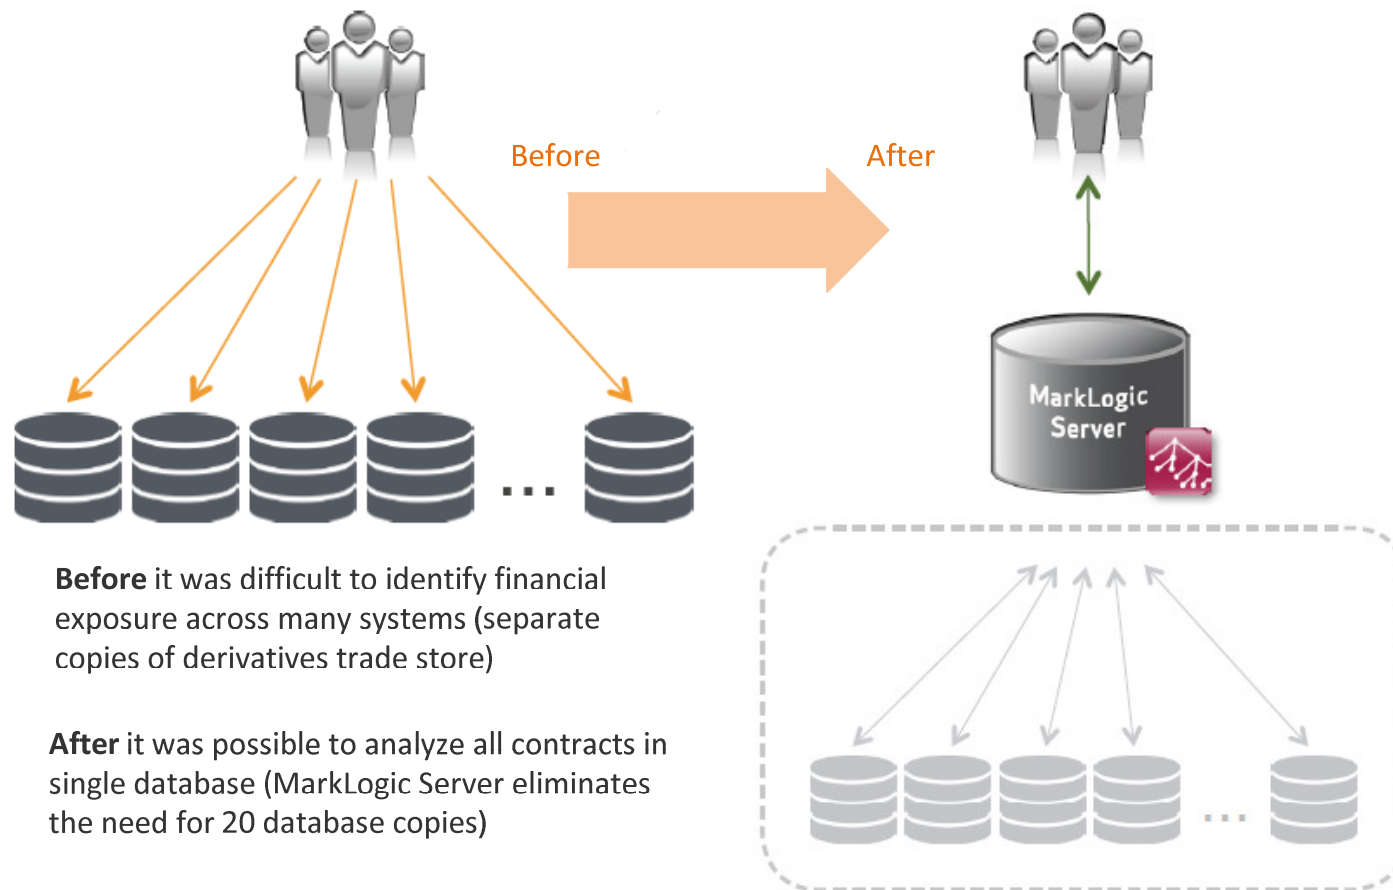 Before
After
MarkLogic
Server
...
Before it was difficult to identify financial
exposure across many systems (separate
copies of derivatives trade store)
After it was possible to analyze all contracts in
single database (MarkLogic Server eliminates
the need for 20 database copies)
...